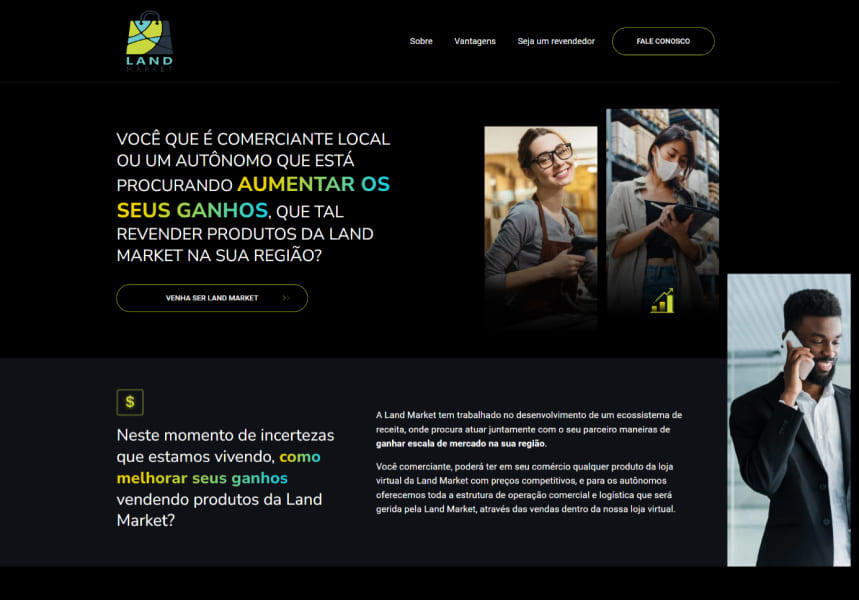 LAND
MARKET
Sobre
Vantagens
Seja um revendedor
FALE CONOSCO
VOCÊ QUE É COMERCIANTE LOCAL
OU UM AUTÔNOMO QUE ESTÁ
PROCURANDO AUMENTAR OS
SEUS GANHOS, QUE TAL
REVENDER PRODUTOS DA LAND
MARKET NA SUA REGIÃO?
VENHA SER LAND MARKET
$
Neste momento de incertezas
que estamos vivendo, como
melhorar seus ganhos
vendendo produtos da Land
Market?
A Land Market tem trabalhado no desenvolvimento de um ecossistema de
receita, onde procura atuar juntamente com o seu parceiro maneiras de
ganhar escala de mercado na sua região.
Você comerciante, poderá ter em seu comércio qualquer produto da loja
virtual da Land Market com preços competitivos, e para os autônomos
oferecemos toda a estrutura de operação comercial e logística que será
gerida pela Land Market, através das vendas dentro da nossa loja virtual.